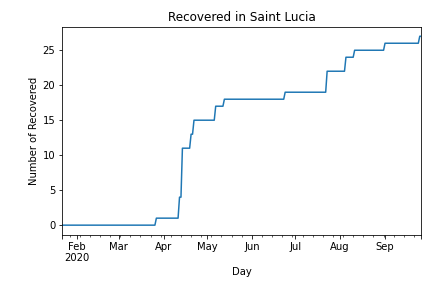 Recovered in Saint Lucia
Number of Recovered
25
20
15
10
5
0
Feb Mar Apr May Jun Jul Aug Sep
2020
Day